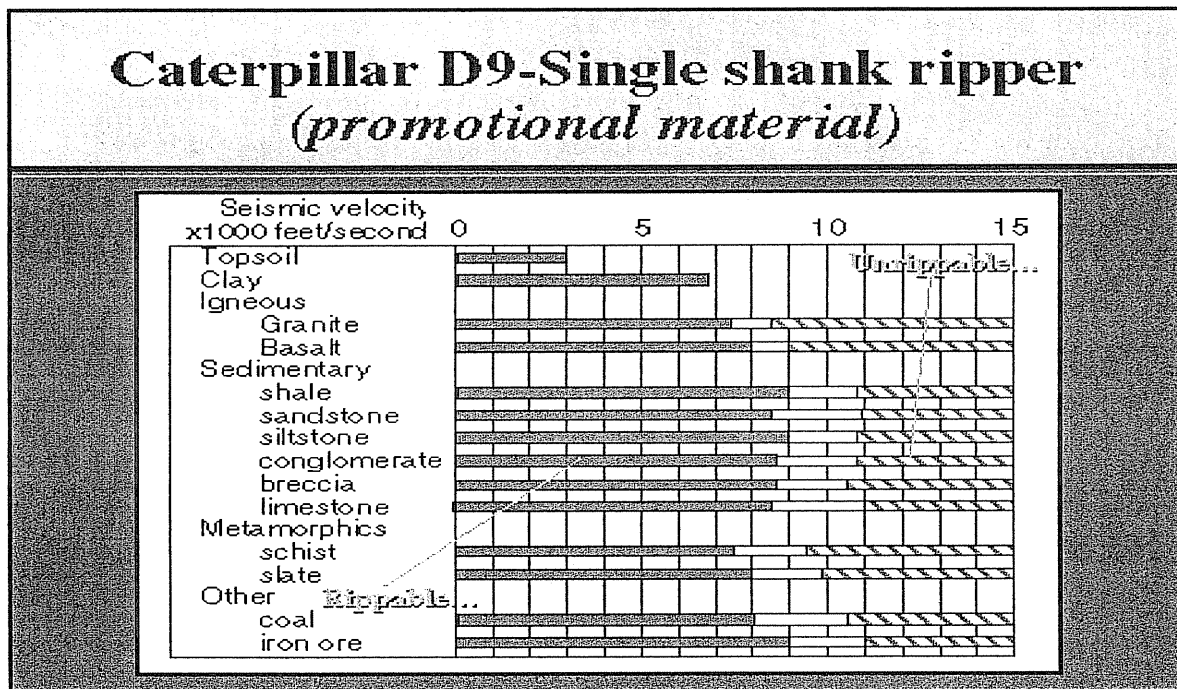 Caterpillar D9-Single shank ripper
(promotional material)
Seismic velocity
x1000 feet/second 0 5 10 15
Topsoil
Unrippable...
Clay
Igneous
Granite
Basalt
Sedimentary
shale
sandstone
siltstone
conglomerate
breccia
limestone
Metamorphics
schist
slate
Other
Rippable...
coal
iron ore